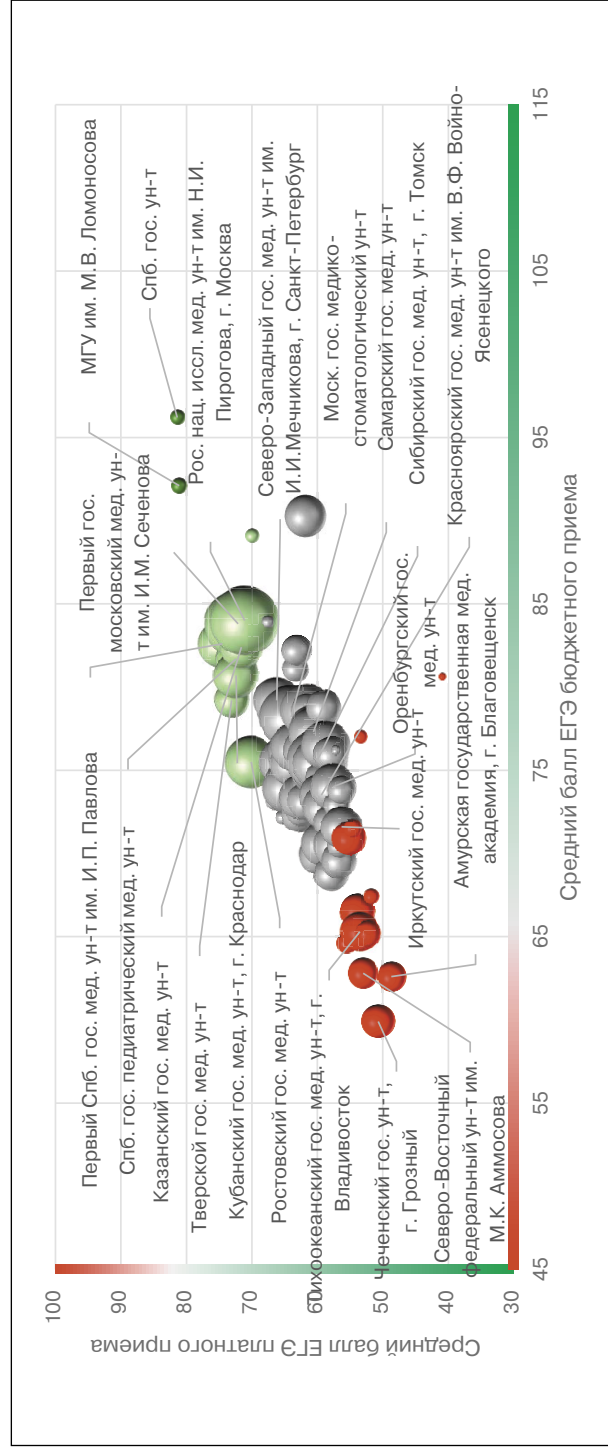 МГУ им. М.В. Ломоносова
Спб. гос. ун-т
Рос. нац. иссл. мед. ун-т им. Н.И.
Пирогова, г. Москва
Северо-Западный гос. мед. ун-т им.
И.И.Мечникова, г. Санкт-Петербург
Моск. гос. медико-
стоматологический ун-т
Самарский гос. мед. ун-т
Сибирский гос. мед. ун-т, г. Томск
Красноярский гос. мед. ун-т им. В.Ф. Войно-
Ясенецкого
Первый гос.
московский мед. ун-
т им. И.М. Сеченова
Оренбургский гос.
мед. ун-т
Амурская государственная мед.
академия, г. Благовещенск
Иркутский гос. мед. ун-т
Первый Спб. гос. мед. ун-т им. И.П. Павлова
Спб. гос. педиатрический мед. ун-т
Казанский гос. мед. ун-т
Тверской гос. мед. ун-т
Кубанский гос. мед. ун-т, г. Краснодар
Ростовский гос. мед. ун-т
Тихоокеанский гос. мед. ун-т, г.
Владивосток
Чеченский гос. ун-т,
г. Грозный
Северо-Восточный
федеральный ун-т им.
М.К. Аммосова
Средний балл ЕГЭ платного приема
100
90
80
70
60
50
40
30
45
55
65
75
85
95
105
115
Средний балл ЕГЭ бюджетного приема